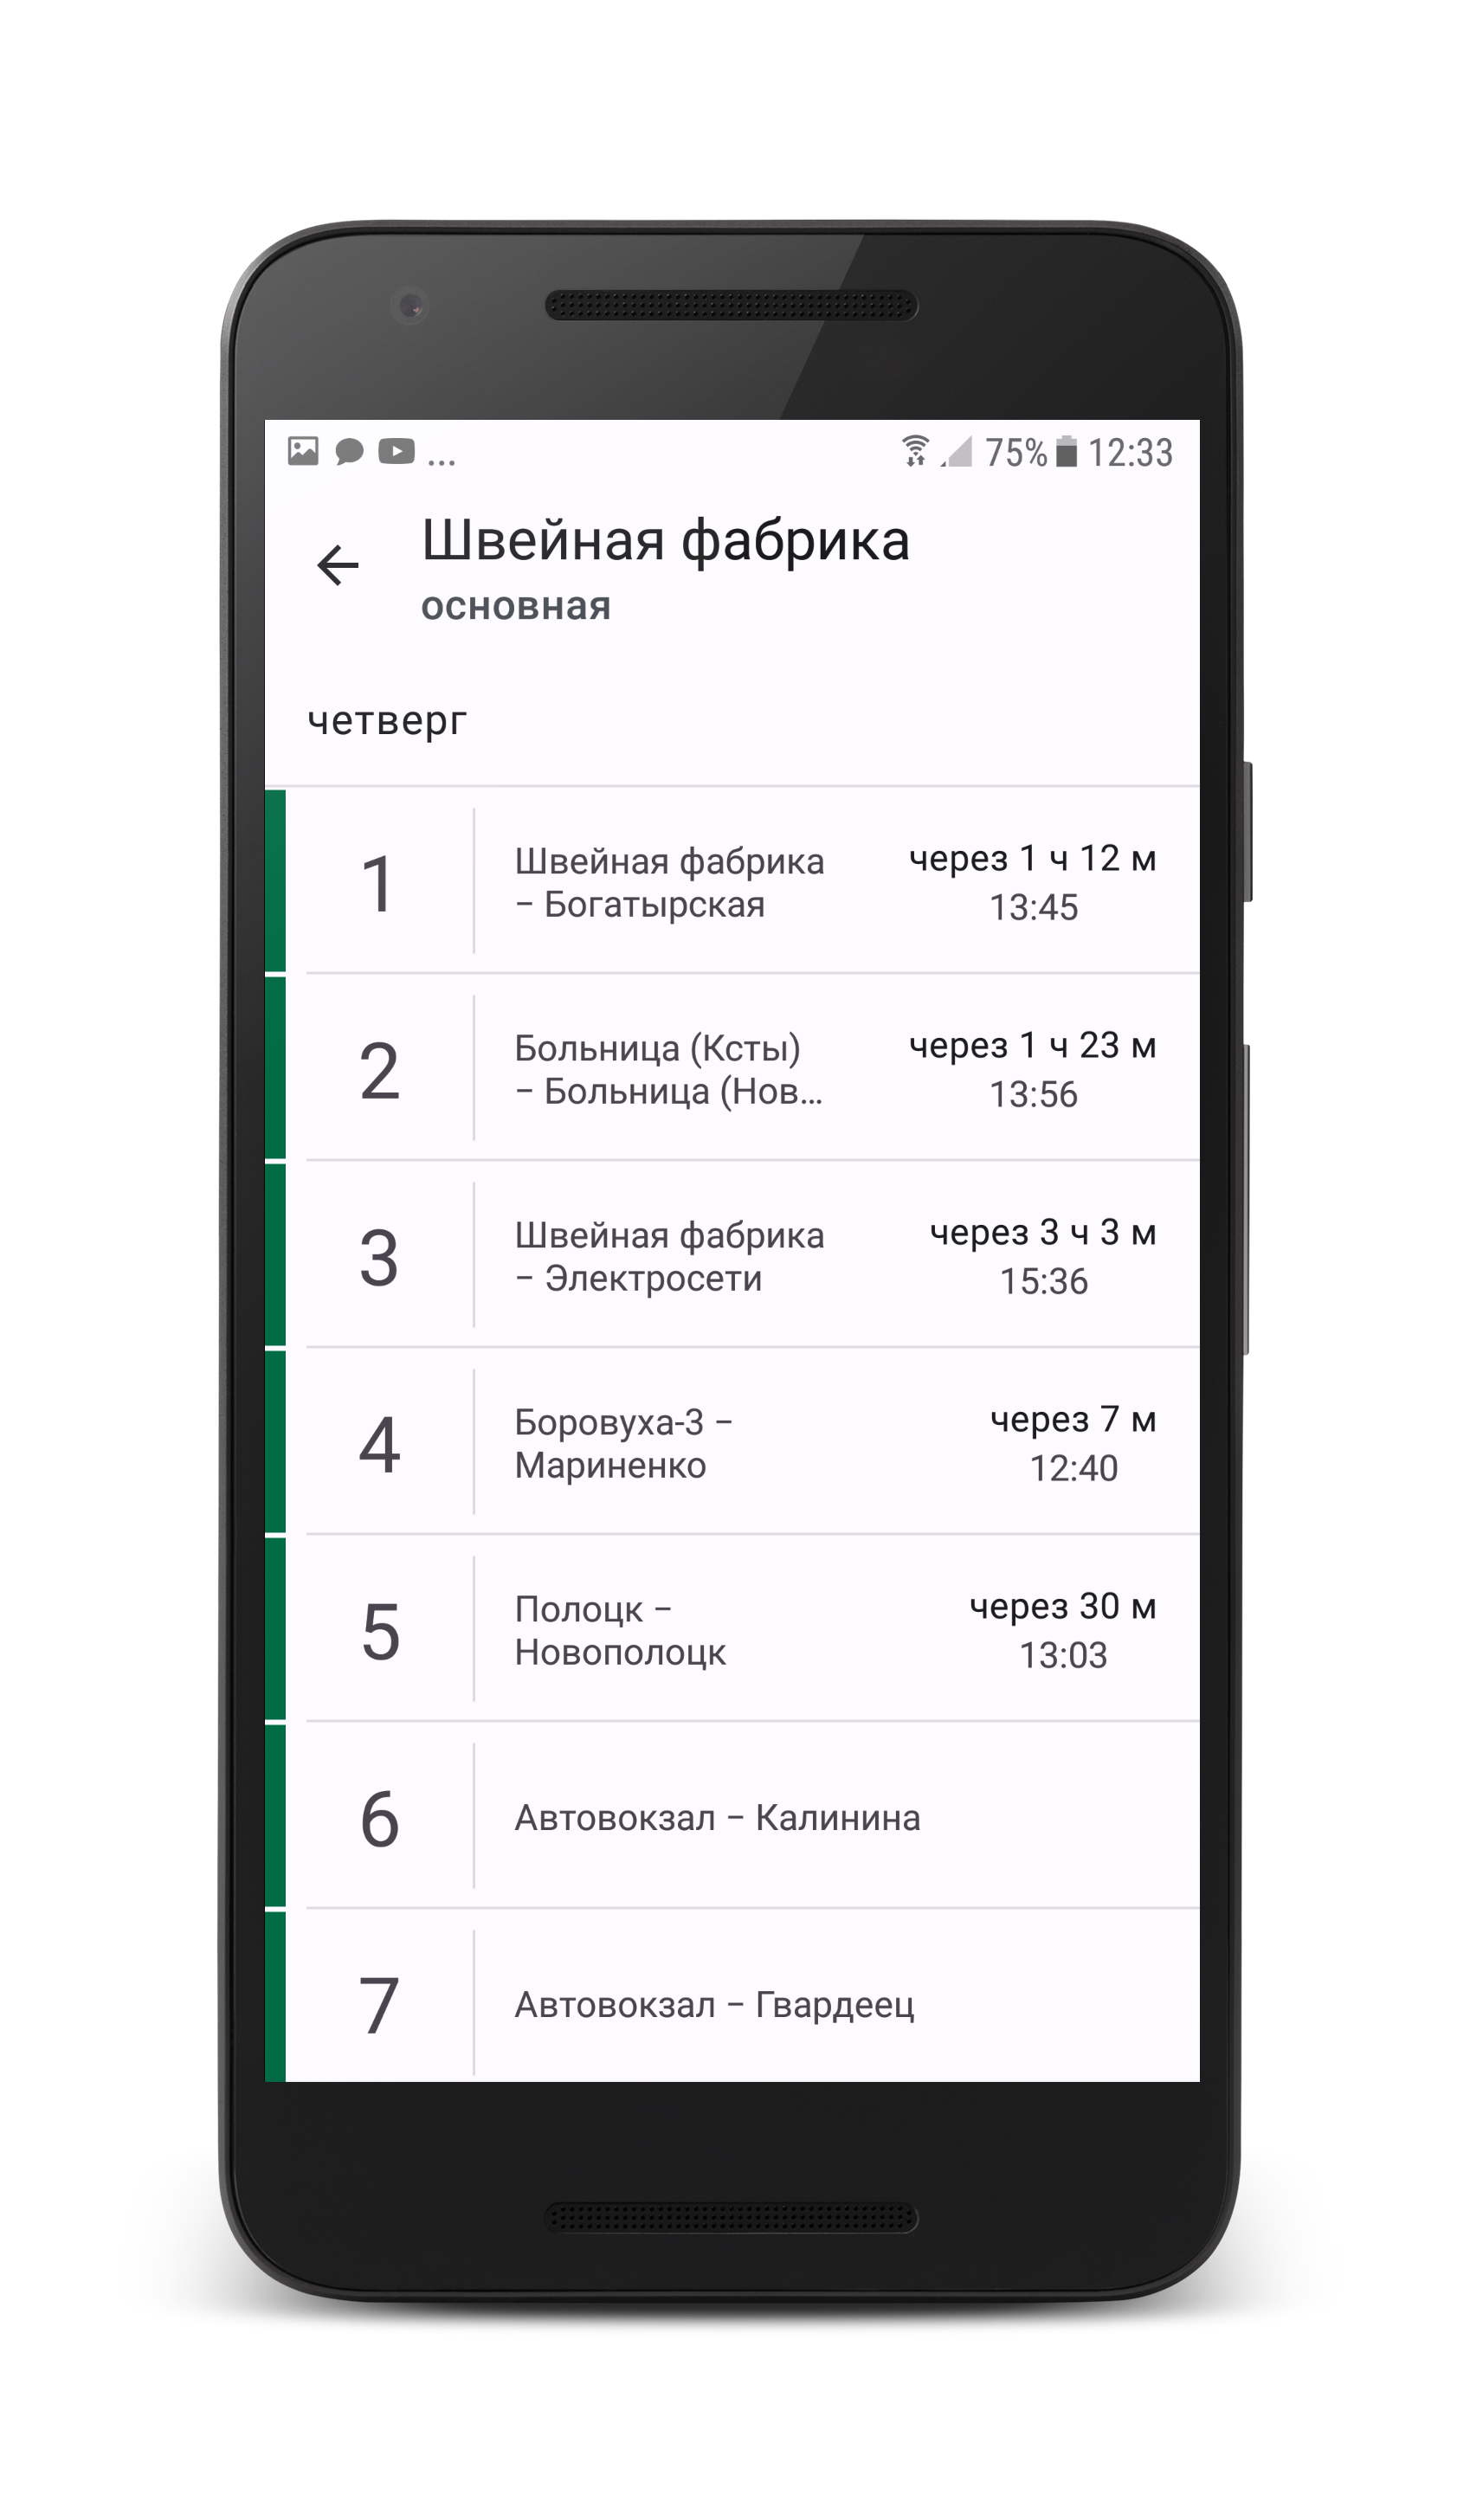 ... 75% 12:33
Швейная фабрика
основная
четверг
1
Швейная фабрика
– Богатырская
через 1 ч 12 м
13:45
2
Больница (Ксты)
– Больница (Нов...
через 1 ч 23 м
13:56
3
Швейная фабрика
– Электросети
через 3 ч 3 м
15:36
4
Боровуха-3 –
Мариненко
через 7 м
12:40
5
Полоцк –
Новополоцк
через 30 м
13:03
6
Автовокзал – Калинина
7
Автовокзал – Гвардеец